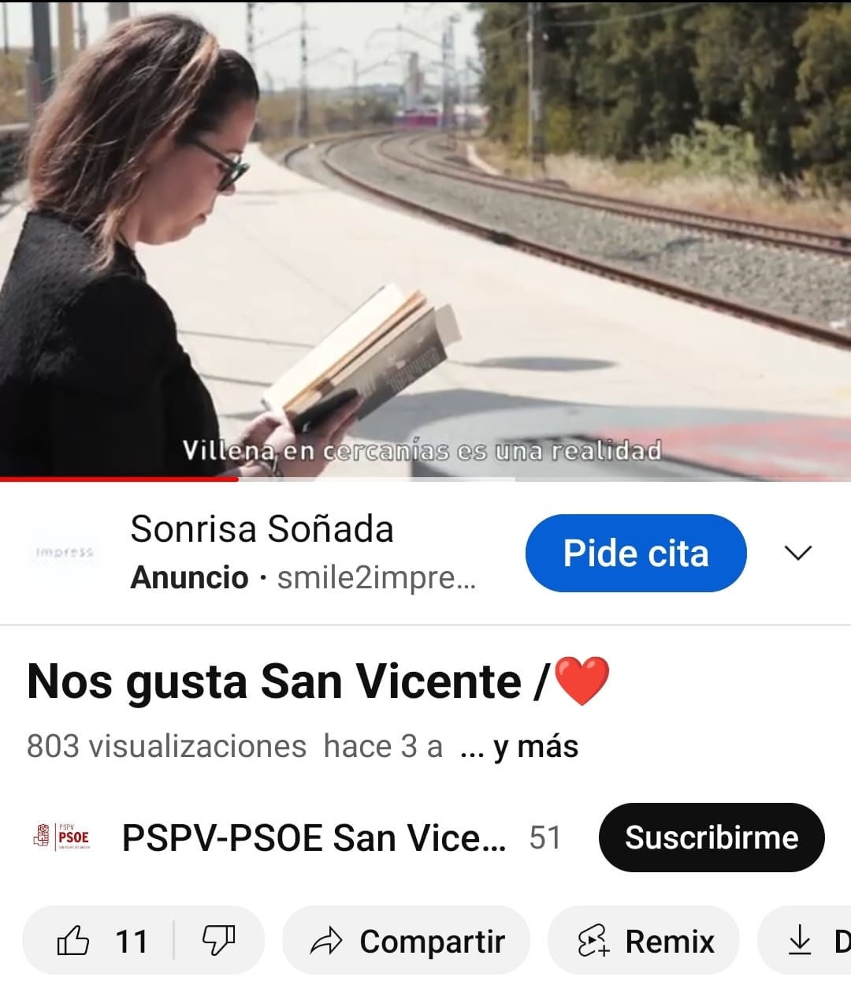 Villena, en cercanías es una realidad
impress
Sonrisa Soñada
Anuncio · smile2impre...
Pide cita
Nos gusta San Vicente /❤️
803 visualizaciones hace 3 a ... y más
PSPV
PSOE
PSPV-PSOE San Vice... 51
Suscribirme
11
Compartir
Remix
D